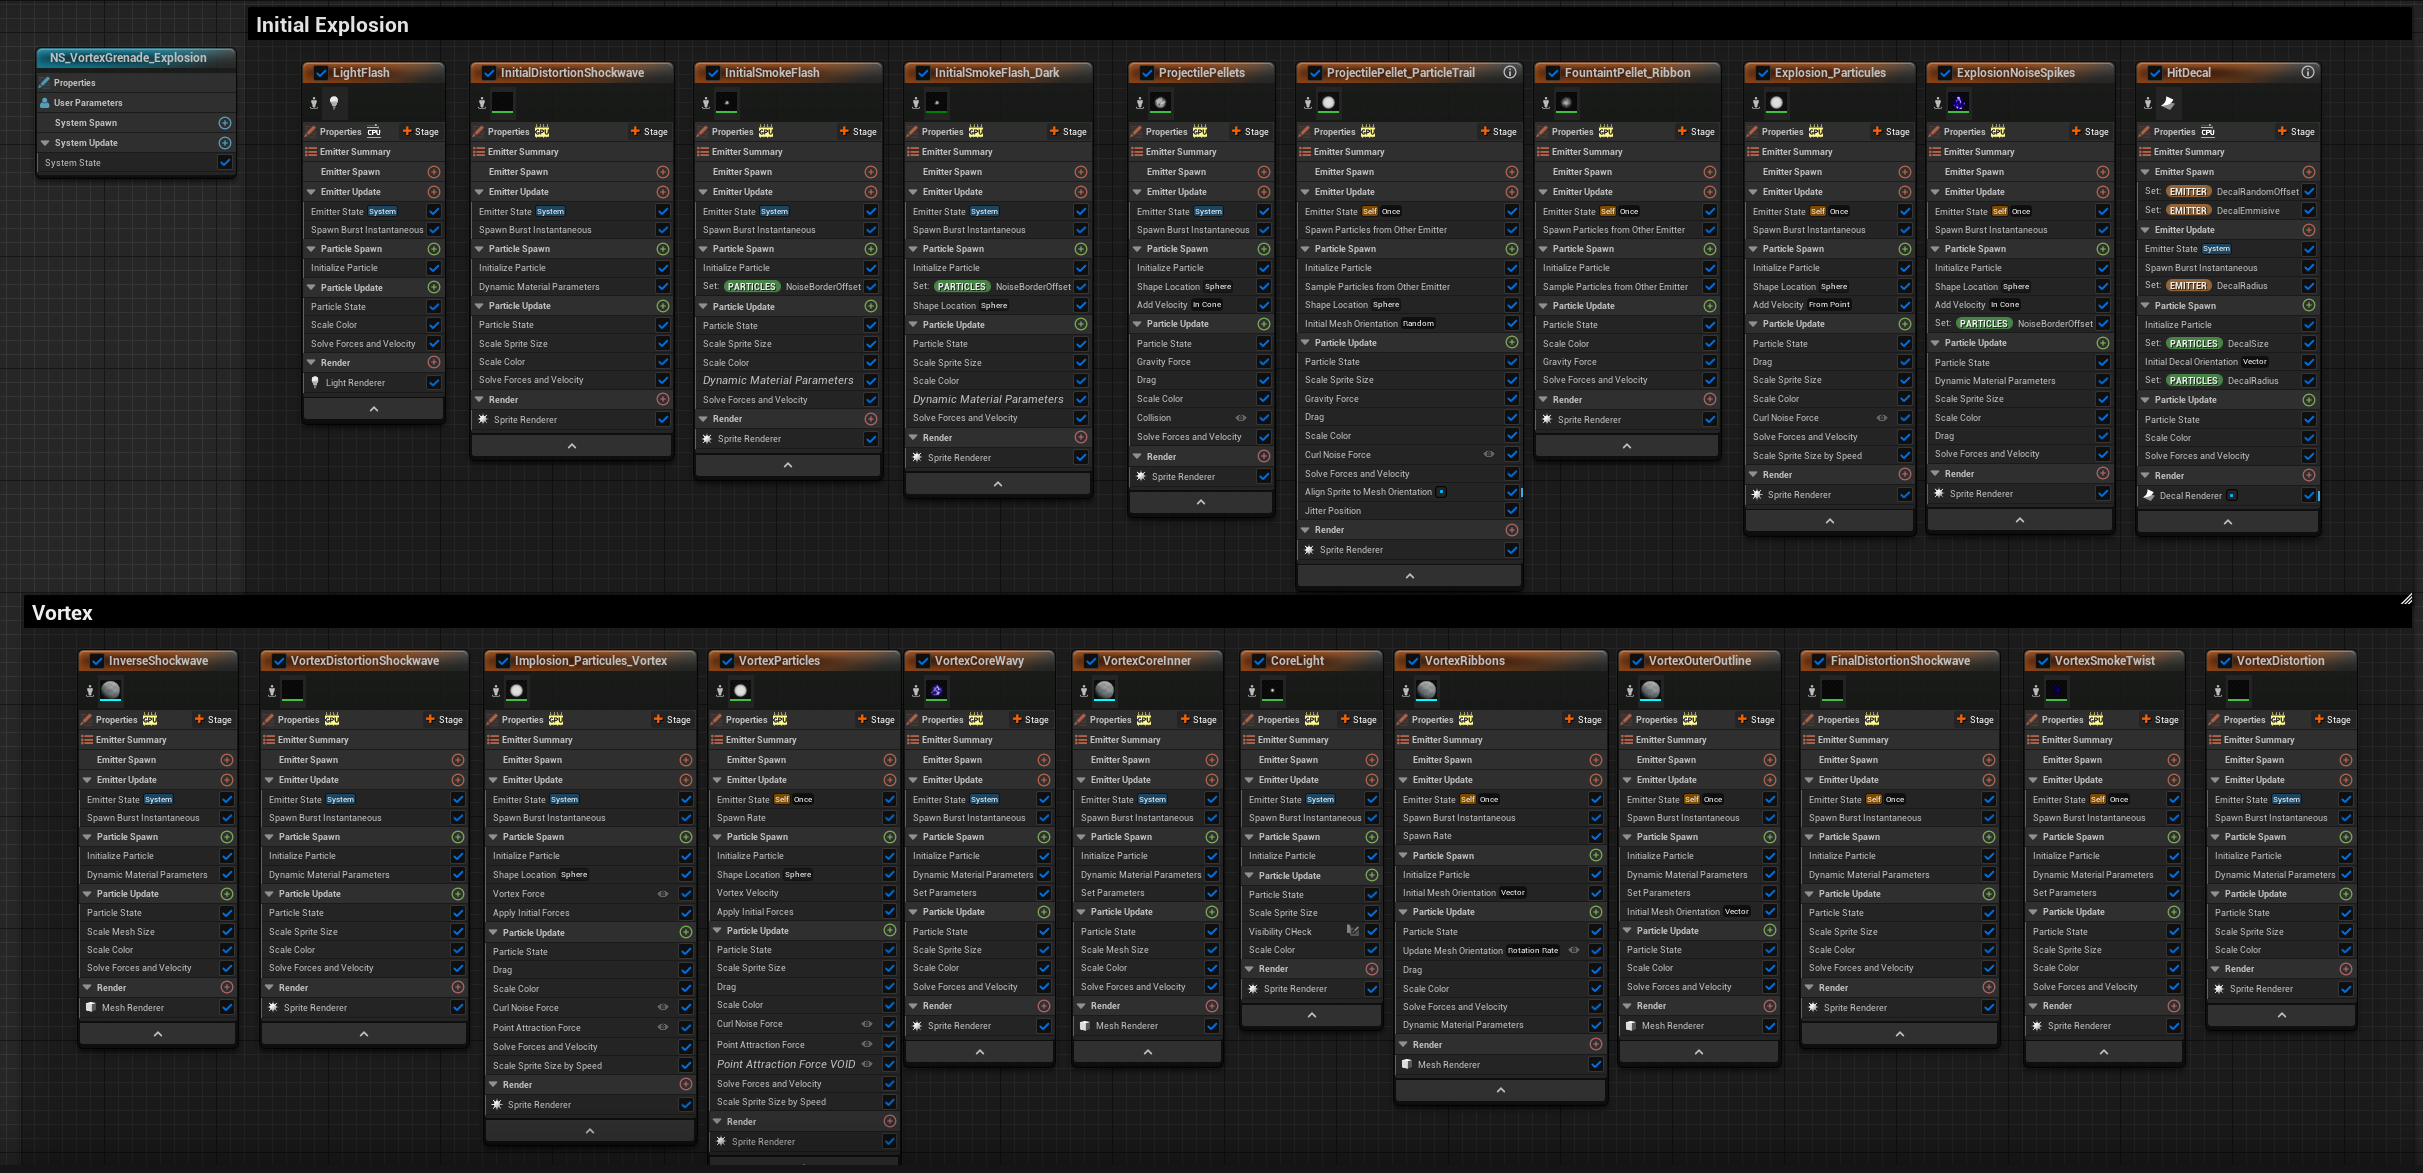 Initial Explosion
NS_VortexGrenade_Explosion
Properties
User Parameters
System Spawn
System Update
System State
LightFlash
Properties CPU + Stage
Emitter Summary
Emitter Spawn
Emitter Update
Emitter State System
Spawn Burst Instantaneous
Particle Spawn
Initialize Particle
Particle Update
Particle State
Scale Color
Solve Forces and Velocity
Render
Light Renderer
InitialDistortionShockwave
Properties GPU + Stage
Emitter Summary
Emitter Spawn
Emitter Update
Emitter State System
Spawn Burst Instantaneous
Particle Spawn
Initialize Particle
Dynamic Material Parameters
Particle Update
Particle State
Scale Sprite Size
Scale Color
Solve Forces and Velocity
Render
Sprite Renderer
InitialSmokeFlash
Properties GPU + Stage
Emitter Summary
Emitter Spawn
Emitter Update
Emitter State System
Spawn Burst Instantaneous
Particle Spawn
Initialize Particle
Set: PARTICLES NoiseBorderOffset
Particle Update
Particle State
Scale Sprite Size
Scale Color
Dynamic Material Parameters
Solve Forces and Velocity
Render
Sprite Renderer
InitialSmokeFlash_Dark
Properties GPU + Stage
Emitter Summary
Emitter Spawn
Emitter Update
Emitter State System
Spawn Burst Instantaneous
Particle Spawn
Initialize Particle
Set: PARTICLES NoiseBorderOffset
Shape Location Sphere
Particle Update
Particle State
Scale Sprite Size
Scale Color
Dynamic Material Parameters
Solve Forces and Velocity
Render
Sprite Renderer
ProjectilePellets
Properties GPU + Stage
Emitter Summary
Emitter Spawn
Emitter Update
Emitter State System
Spawn Burst Instantaneous
Particle Spawn
Initialize Particle
Shape Location Sphere
Add Velocity In Cone
Particle Update
Particle State
Gravity Force
Drag
Scale Color
Collision
Solve Forces and Velocity
Render
Sprite Renderer
ProjectilePellet_ParticleTrail
Properties GPU + Stage
Emitter Summary
Emitter Spawn
Emitter Update
Emitter State Self Once
Spawn Particles from Other Emitter
Particle Spawn
Initialize Particle
Sample Particles from Other Emitter
Shape Location Sphere
Initial Mesh Orientation Random
Particle Update
Particle State
Scale Sprite Size
Gravity Force
Drag
Scale Color
Curl Noise Force
Solve Forces and Velocity
Align Sprite to Mesh Orientation
Jitter Position
Render
Sprite Renderer
FountaintPellet_Ribbon
Properties GPU + Stage
Emitter Summary
Emitter Spawn
Emitter Update
Emitter State Self Once
Spawn Particles from Other Emitter
Particle Spawn
Initialize Particle
Sample Particles from Other Emitter
Particle Update
Particle State
Scale Color
Gravity Force
Solve Forces and Velocity
Render
Sprite Renderer
Explosion_Particules
Properties GPU + Stage
Emitter Summary
Emitter Spawn
Emitter Update
Emitter State Self Once
Spawn Burst Instantaneous
Particle Spawn
Initialize Particle
Shape Location Sphere
Add Velocity From Point
Particle Update
Particle State
Drag
Scale Sprite Size
Scale Color
Curl Noise Force
Solve Forces and Velocity
Scale Sprite Size by Speed
Render
Sprite Renderer
ExplosionNoiseSpikes
Properties GPU + Stage
Emitter Summary
Emitter Spawn
Emitter Update
Emitter State Self Once
Spawn Burst Instantaneous
Particle Spawn
Initialize Particle
Shape Location Sphere
Add Velocity In Cone
Set: PARTICLES NoiseBorderOffset
Particle Update
Particle State
Dynamic Material Parameters
Scale Sprite Size
Scale Color
Drag
Solve Forces and Velocity
Render
Sprite Renderer
HitDecal
Properties CPU + Stage
Emitter Summary
Emitter Spawn
Set: EMITTER DecalRandomOffset
Set: EMITTER DecalEmmisive
Emitter Update
Emitter State System
Spawn Burst Instantaneous
Set: EMITTER DecalRadius
Particle Spawn
Initialize Particle
Set: PARTICLES DecalSize
Initial Decal Orientation Vector
Set: PARTICLES DecalRadius
Particle Update
Particle State
Scale Color
Solve Forces and Velocity
Render
Decal Renderer
Vortex
InverseShockwave
Properties GPU + Stage
Emitter Summary
Emitter Spawn
Emitter Update
Emitter State System
Spawn Burst Instantaneous
Particle Spawn
Initialize Particle
Dynamic Material Parameters
Particle Update
Particle State
Scale Mesh Size
Scale Color
Solve Forces and Velocity
Render
Mesh Renderer
VortexDistortionShockwave
Properties GPU + Stage
Emitter Summary
Emitter Spawn
Emitter Update
Emitter State System
Spawn Burst Instantaneous
Particle Spawn
Initialize Particle
Dynamic Material Parameters
Particle Update
Particle State
Scale Sprite Size
Scale Color
Solve Forces and Velocity
Render
Sprite Renderer
Implosion_Particules_Vortex
Properties GPU + Stage
Emitter Summary
Emitter Spawn
Emitter Update
Emitter State System
Spawn Burst Instantaneous
Particle Spawn
Initialize Particle
Shape Location Sphere
Vortex Force
Apply Initial Forces
Particle Update
Particle State
Drag
Scale Color
Curl Noise Force
Point Attraction Force
Solve Forces and Velocity
Scale Sprite Size by Speed
Render
Sprite Renderer
VortexParticles
Properties GPU + Stage
Emitter Summary
Emitter Spawn
Emitter Update
Emitter State Self Once
Spawn Rate
Particle Spawn
Initialize Particle
Shape Location Sphere
Vortex Velocity
Apply Initial Forces
Particle Update
Particle State
Scale Sprite Size
Drag
Scale Color
Curl Noise Force
Point Attraction Force
Point Attraction Force VOID
Solve Forces and Velocity
Scale Sprite Size by Speed
Render
Sprite Renderer
VortexCoreWavy
Properties GPU + Stage
Emitter Summary
Emitter Spawn
Emitter Update
Emitter State System
Spawn Burst Instantaneous
Particle Spawn
Initialize Particle
Dynamic Material Parameters
Set Parameters
Particle Update
Particle State
Scale Sprite Size
Scale Color
Solve Forces and Velocity
Render
Sprite Renderer
VortexCoreInner
Properties GPU + Stage
Emitter Summary
Emitter Spawn
Emitter Update
Emitter State System
Spawn Burst Instantaneous
Particle Spawn
Initialize Particle
Dynamic Material Parameters
Set Parameters
Particle Update
Particle State
Scale Mesh Size
Scale Color
Solve Forces and Velocity
Render
Mesh Renderer
CoreLight
Properties GPU + Stage
Emitter Summary
Emitter Spawn
Emitter Update
Emitter State System
Spawn Burst Instantaneous
Particle Spawn
Initialize Particle
Particle Update
Particle State
Scale Sprite Size
Visibility CHeck
Scale Color
Render
Sprite Renderer
VortexRibbons
Properties GPU + Stage
Emitter Summary
Emitter Spawn
Emitter Update
Emitter State Self Once
Spawn Burst Instantaneous
Spawn Rate
Particle Spawn
Initialize Particle
Initial Mesh Orientation Vector
Particle Update
Particle State
Update Mesh Orientation Rotation Rate
Drag
Scale Color
Solve Forces and Velocity
Dynamic Material Parameters
Render
Mesh Renderer
VortexOuterOutline
Properties GPU + Stage
Emitter Summary
Emitter Spawn
Emitter Update
Emitter State Self Once
Spawn Burst Instantaneous
Particle Spawn
Initialize Particle
Dynamic Material Parameters
Set Parameters
Initial Mesh Orientation Vector
Particle Update
Particle State
Scale Color
Solve Forces and Velocity
Render
Mesh Renderer
FinalDistortionShockwave
Properties GPU + Stage
Emitter Summary
Emitter Spawn
Emitter Update
Emitter State Self Once
Spawn Burst Instantaneous
Particle Spawn
Initialize Particle
Dynamic Material Parameters
Particle Update
Particle State
Scale Sprite Size
Scale Color
Solve Forces and Velocity
Render
Sprite Renderer
VortexSmokeTwist
Properties GPU + Stage
Emitter Summary
Emitter Spawn
Emitter Update
Emitter State Self Once
Spawn Burst Instantaneous
Particle Spawn
Initialize Particle
Dynamic Material Parameters
Set Parameters
Particle Update
Particle State
Scale Sprite Size
Scale Color
Solve Forces and Velocity
Render
Sprite Renderer
VortexDistortion
Properties GPU + Stage
Emitter Summary
Emitter Spawn
Emitter Update
Emitter State System
Spawn Burst Instantaneous
Particle Spawn
Initialize Particle
Dynamic Material Parameters
Particle Update
Particle State
Scale Sprite Size
Scale Color
Render
Sprite Renderer